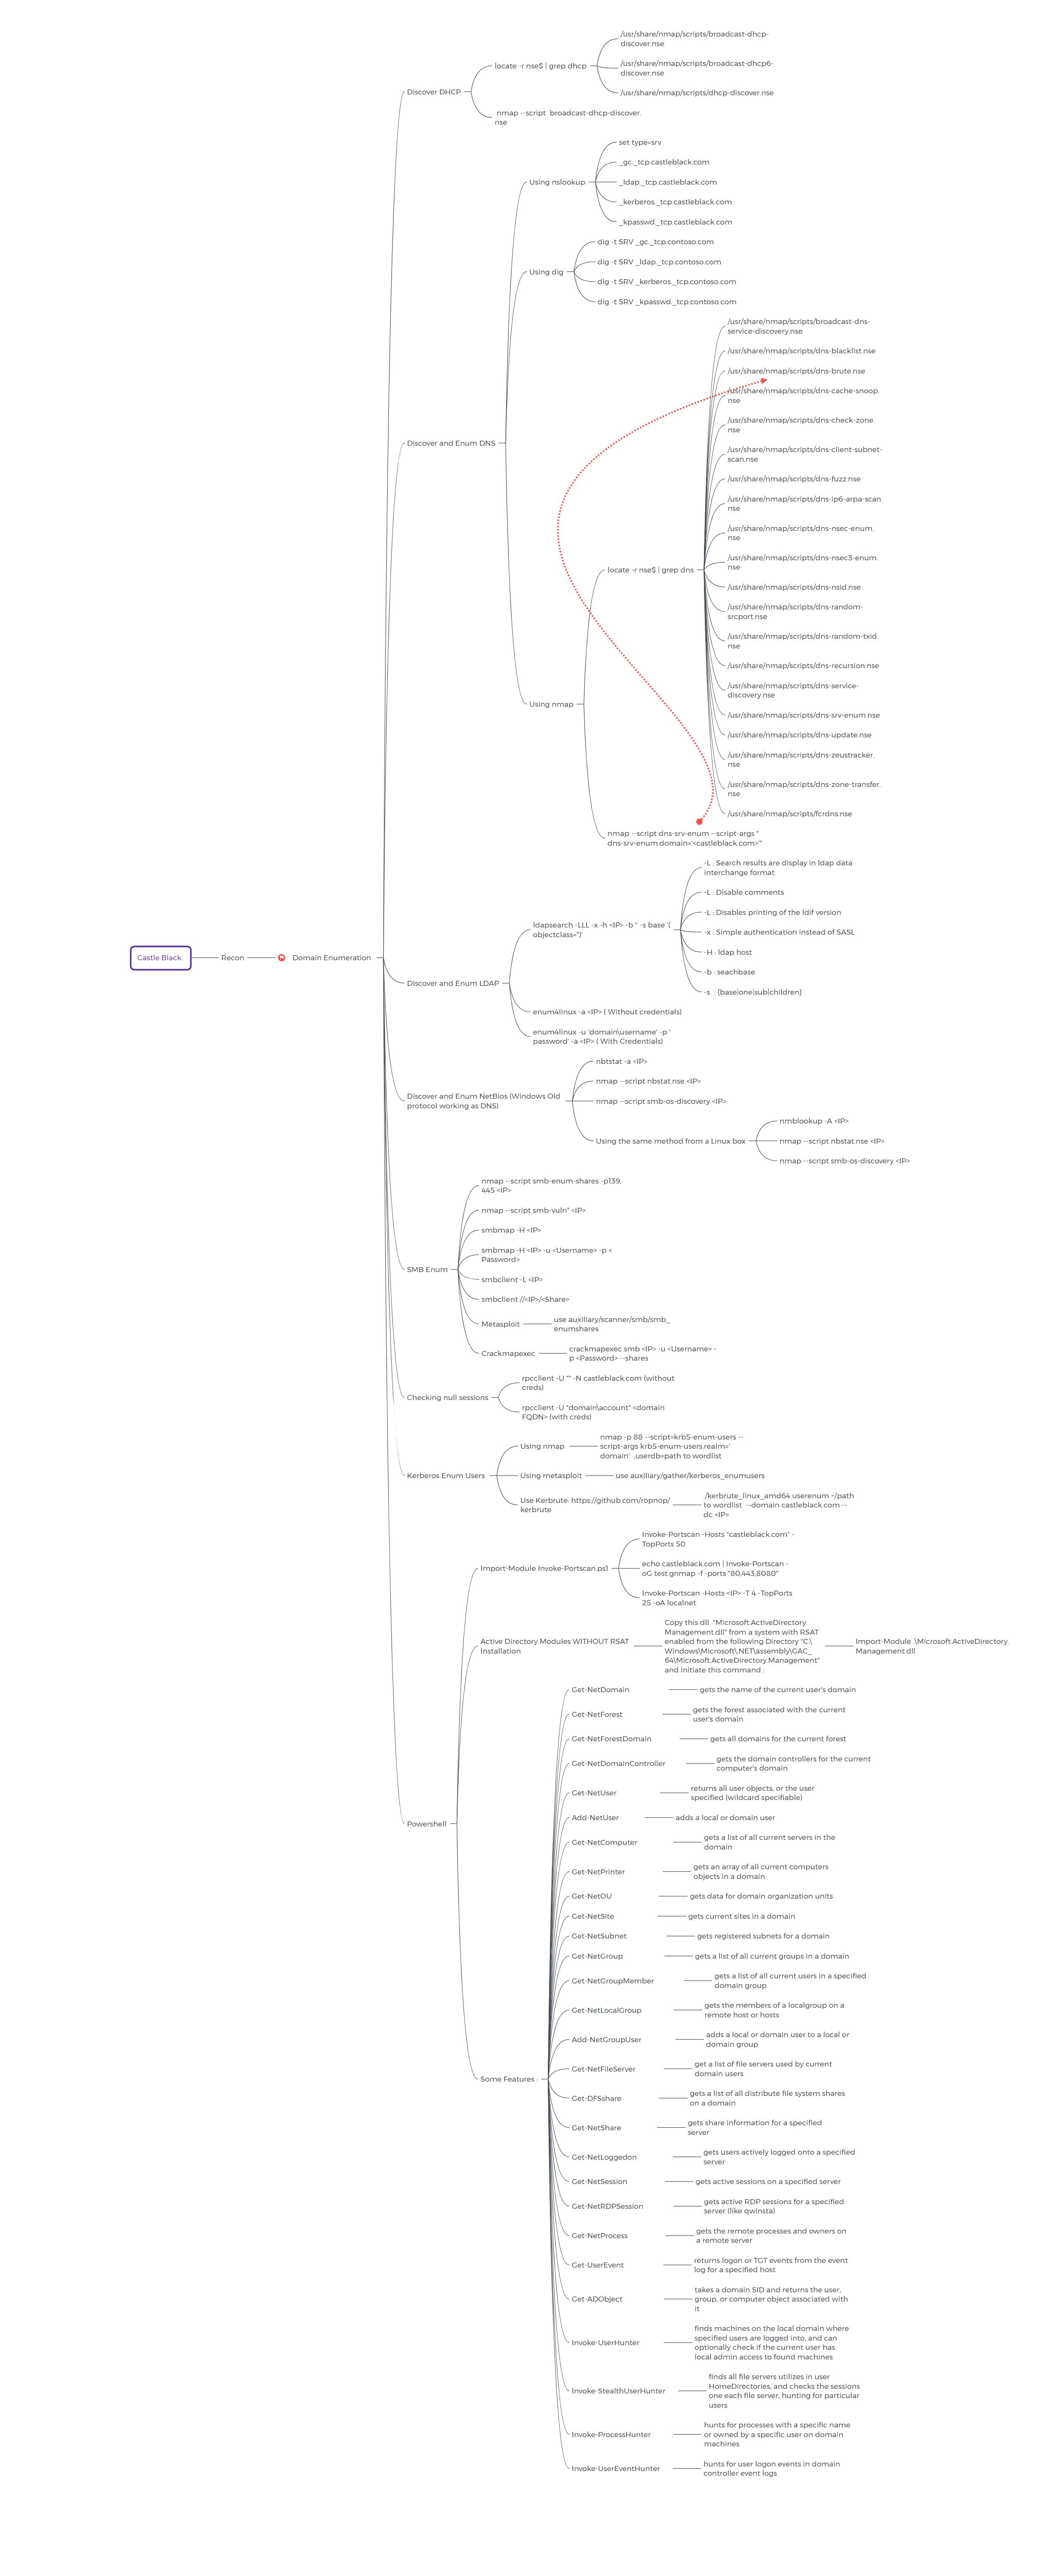 /usr/share/nmap/scripts/broadcast-dhcp-
discover.nse
locate -r nse$ | grep dhcp
/usr/share/nmap/scripts/broadcast-dhcp6-
discover.nse
Discover DHCP
/usr/share/nmap/scripts/dhcp-discover.nse
nmap --script  broadcast-dhcp-discover.
nse
set type=srv
_gc._tcp.castleblack.com
Using nslookup
_ldap._tcp.castleblack.com
_kerberos._tcp.castleblack.com
_kpasswd._tcp.castleblack.com
dig -t SRV _gc._tcp.contoso.com
dig -t SRV _ldap._tcp.contoso.com
Using dig
dig -t SRV _kerberos._tcp.contoso.com
dig -t SRV _kpasswd._tcp.contoso.com
/usr/share/nmap/scripts/broadcast-dns-
service-discovery.nse
/usr/share/nmap/scripts/dns-blacklist.nse
/usr/share/nmap/scripts/dns-brute.nse
/usr/share/nmap/scripts/dns-cache-snoop.
nse
/usr/share/nmap/scripts/dns-check-zone.
nse
Discover and Enum DNS
/usr/share/nmap/scripts/dns-client-subnet-
scan.nse
/usr/share/nmap/scripts/dns-fuzz.nse
/usr/share/nmap/scripts/dns-ip6-arpa-scan.
nse
/usr/share/nmap/scripts/dns-nsec-enum.
nse
/usr/share/nmap/scripts/dns-nsec3-enum.
nse
locate -r nse$ | grep dns
/usr/share/nmap/scripts/dns-nsid.nse
/usr/share/nmap/scripts/dns-random-
srcport.nse
/usr/share/nmap/scripts/dns-random-txid.
nse
/usr/share/nmap/scripts/dns-recursion.nse
/usr/share/nmap/scripts/dns-service-
discovery.nse
Using nmap
/usr/share/nmap/scripts/dns-srv-enum.nse
/usr/share/nmap/scripts/dns-update.nse
/usr/share/nmap/scripts/dns-zeustracker.
nse
/usr/share/nmap/scripts/dns-zone-transfer.
nse
/usr/share/nmap/scripts/fcrdns.nse
nmap --script dns-srv-enum --script-args "
dns-srv-enum.domain='<castleblack.com>'"
-L : Search results are display in ldap data
interchange format
-L : Disable comments
-L : Disables printing of the ldif version
ldapsearch -LLL -x -h <IP> -b '' -s base '(
objectclass=*)'
-x : Simple authentication instead of SASL
-H : ldap host
-b : seachbase
-s  : {base|one|sub|children}
Castle Black
Recon
Domain Enumeration
Discover and Enum LDAP
enum4linux -a <IP> ( Without credentials)
enum4linux -u 'domain\username' -p '
password' -a <IP> ( With Credentials)
nbtstat -a <IP>
nmap --script nbstat.nse <IP>
Discover and Enum NetBios (Windows Old
protocol working as DNS)
nmap --script smb-os-discovery <IP>
nmblookup -A <IP>
Using the same method from a Linux box
nmap --script nbstat.nse <IP>
nmap --script smb-os-discovery <IP>
nmap --script smb-enum-shares -p139,
445 <IP>
nmap --script smb-vuln* <IP>
smbmap -H <IP>
smbmap -H <IP> -u <Username> -p <
Password>
SMB Enum
smbclient -L <IP>
smbclient //<IP>/<Share>
Metasploit
use auxiliary/scanner/smb/smb_
enumshares
Crackmapexec
crackmapexec smb <IP> -u <Username> -
p <Password> --shares
Checking null sessions
rpcclient -U "" -N castleblack.com (without
creds)
rpcclient -U "domain\account" <domain
FQDN> (with creds)
Using nmap
nmap -p 88 --script=krb5-enum-users --
script-args krb5-enum-users.realm='
domain'  ,userdb=path to wordlist
Kerberos Enum Users
Using metasploit
use auxiliary/gather/kerberos_enumusers
Use Kerbrute: https://github.com/ropnop/
kerbrute
./kerbrute_linux_amd64 userenum ~/path
to wordlist  --domain castleblack.com --
dc <IP>
Invoke-Portscan -Hosts "castleblack.com" -
TopPorts 50
Import-Module Invoke-Portscan.ps1
echo castleblack.com | Invoke-Portscan -
oG test.gnmap -f -ports "80,443,8080"
Invoke-Portscan -Hosts <IP> -T 4 -TopPorts
25 -oA localnet
Active Directory Modules WITHOUT RSAT
Installation
Copy this dll  "Microsoft.ActiveDirectory.
Management.dll" from a system with RSAT
enabled from the following Directory "C:\
Windows\Microsoft\.NET\assembly\GAC_
64\Microsoft.ActiveDirectory.Management"
and initiate this command :
Import-Module .\Microsoft.ActiveDirectory.
Management.dll
Powershell
Some Features :
Get-NetDomain
gets the name of the current user's domain
Get-NetForest
gets the forest associated with the current
user's domain
Get-NetForestDomain
gets all domains for the current forest
Get-NetDomainController
gets the domain controllers for the current
computer's domain
Get-NetUser
returns all user objects, or the user
specified (wildcard specifiable)
Add-NetUser
adds a local or domain user
Get-NetComputer
gets a list of all current servers in the
domain
Get-NetPrinter
gets an array of all current computers
objects in a domain
Get-NetOU
gets data for domain organization units
Get-NetSite
gets current sites in a domain
Get-NetSubnet
gets registered subnets for a domain
Get-NetGroup
gets a list of all current groups in a domain
Get-NetGroupMember
gets a list of all current users in a specified
domain group
Get-NetLocalGroup
gets the members of a localgroup on a
remote host or hosts
Add-NetGroupUser
adds a local or domain user to a local or
domain group
Get-NetFileServer
get a list of file servers used by current
domain users
Get-DFSshare
gets a list of all distribute file system shares
on a domain
Get-NetShare
gets share information for a specified
server
Get-NetLoggedon
gets users actively logged onto a specified
server
Get-NetSession
gets active sessions on a specified server
Get-NetRDPSession
gets active RDP sessions for a specified
server (like qwinsta)
Get-NetProcess
gets the remote processes and owners on
a remote server
Get-UserEvent
returns logon or TGT events from the event
log for a specified host
Get-ADObject
takes a domain SID and returns the user,
group, or computer object associated with
it
Invoke-UserHunter
finds machines on the local domain where
specified users are logged into, and can
optionally check if the current user has
local admin access to found machines
Invoke-StealthUserHunter
finds all file servers utilizes in user
HomeDirectories, and checks the sessions
one each file server, hunting for particular
users
Invoke-ProcessHunter
hunts for processes with a specific name
or owned by a specific user on domain
machines
Invoke-UserEventHunter
hunts for user logon events in domain
controller event logs